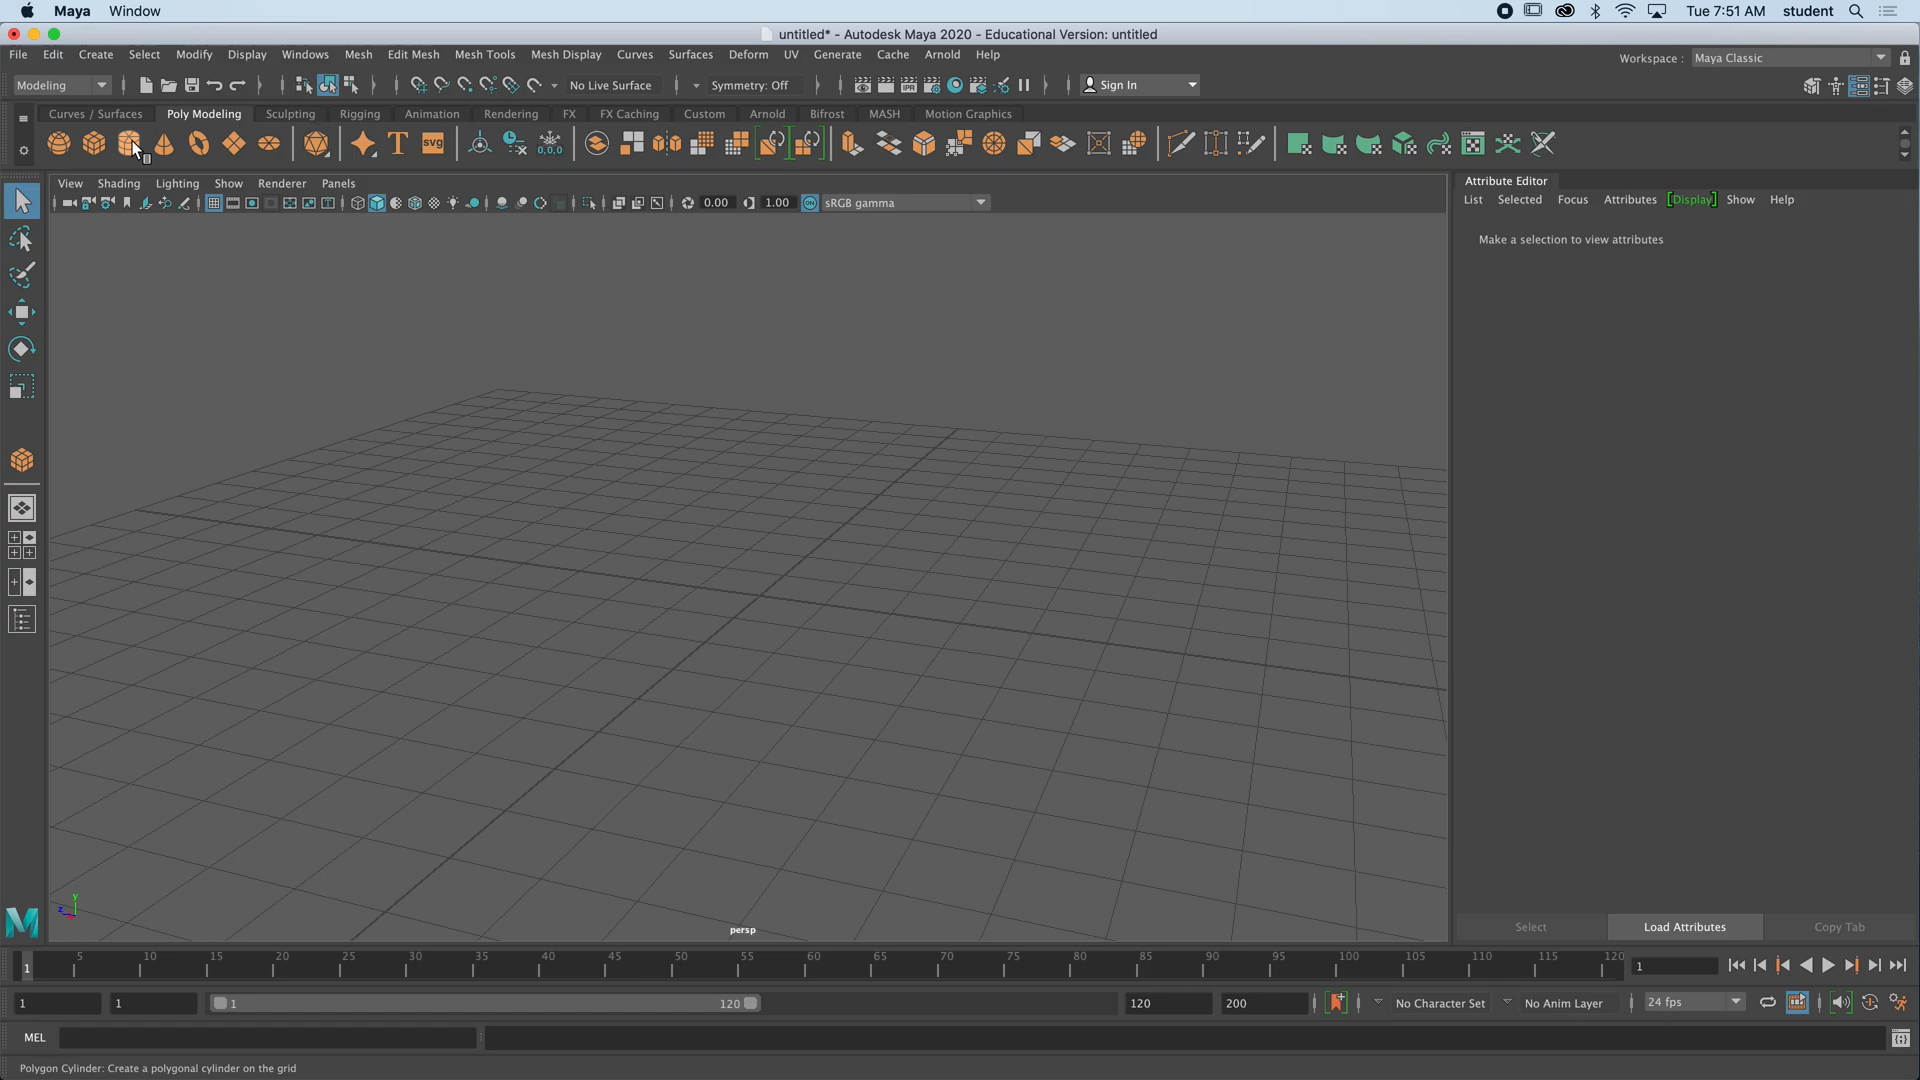 Maya Window Tue 7:51 AM student
untitled* - Autodesk Maya 2020 - Educational Version: untitled
File Edit Create Select Modify Display Windows Mesh Edit Mesh Mesh Tools Mesh Display Curves Surfaces Deform UV Generate Cache Arnold Help Workspace : Maya Classic
Modeling No Live Surface Symmetry: Off IPR Sign In
Curves / Surfaces Poly Modeling Sculpting Rigging Animation Rendering FX FX Caching Custom Arnold Bifrost MASH Motion Graphics
T SVG 0,0,0
View Shading Lighting Show Renderer Panels
0.00 1.00 ON sRGB gamma
Attribute Editor
List Selected Focus Attributes [Display] Show Help
Make a selection to view attributes
y
z
persp
Select Load Attributes Copy Tab
5 10 15 20 25 30 35 40 45 50 55 60 65 70 75 80 85 90 95 100 105 110 115 120
1 1
1 1 1 120 120 200 No Character Set No Anim Layer 24 fps
MEL
Polygon Cylinder: Create a polygonal cylinder on the grid